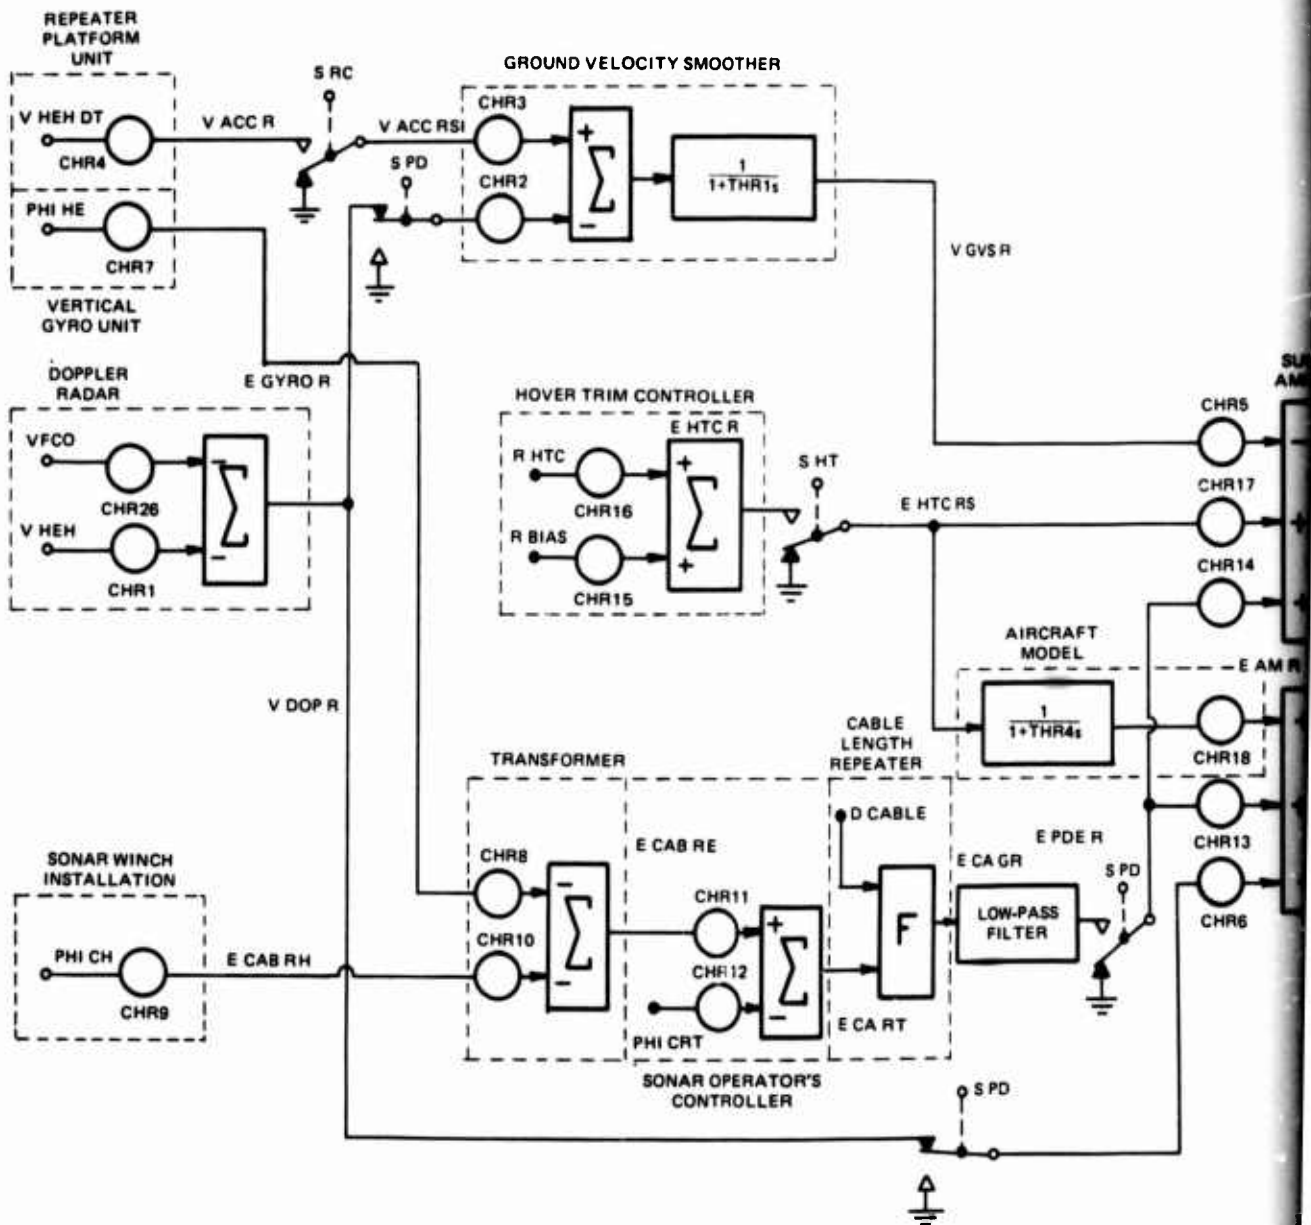 REPEATER
PLATFORM
UNIT
V HEH DT
CHR4
V ACC R
S RC
V ACC RSI
S PD
GROUND VELOCITY SMOOTHER
CHR3
CHR2
+
−
Σ
1
1+THR1s
V GVS R
PHI HE
CHR7
VERTICAL
GYRO UNIT
E GYRO R
DOPPLER
RADAR
VFCO
CHR26
V HEH
CHR1
−
−
Σ
V DOP R
HOVER TRIM CONTROLLER
E HTC R
R HTC
CHR16
R BIAS
CHR15
+
+
Σ
S HT
E HTC RS
CHR5
CHR17
CHR14
−
+
+
AIRCRAFT
MODEL
1
1+THR4s
E AM R
CHR18
CHR13
CHR6
TRANSFORMER
CHR8
CHR10
−
−
Σ
E CAB RE
CHR11
CHR12
PHI CRT
+
−
Σ
SONAR OPERATOR'S
CONTROLLER
CABLE
LENGTH
REPEATER
D CABLE
F
E CA RT
E CA GR
LOW-PASS
FILTER
E PDE R
S PD
SONAR WINCH
INSTALLATION
PHI CH
CHR9
E CAB RH
S PD